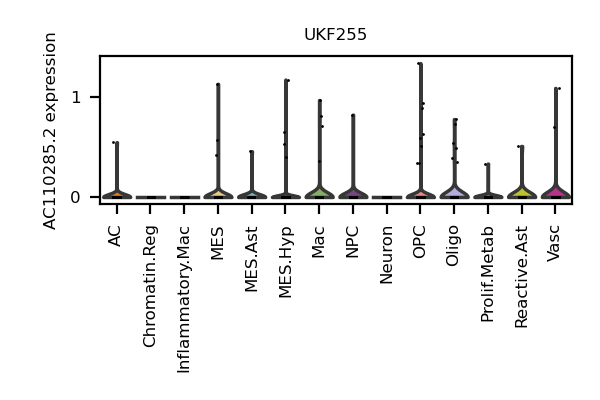 UKF255
AC110285.2 expression
1
0
AC
Chromatin.Reg
Inflammatory.Mac
MES
MES.Ast
MES.Hyp
Mac
NPC
Neuron
OPC
Oligo
Prolif.Metab
Reactive.Ast
Vasc